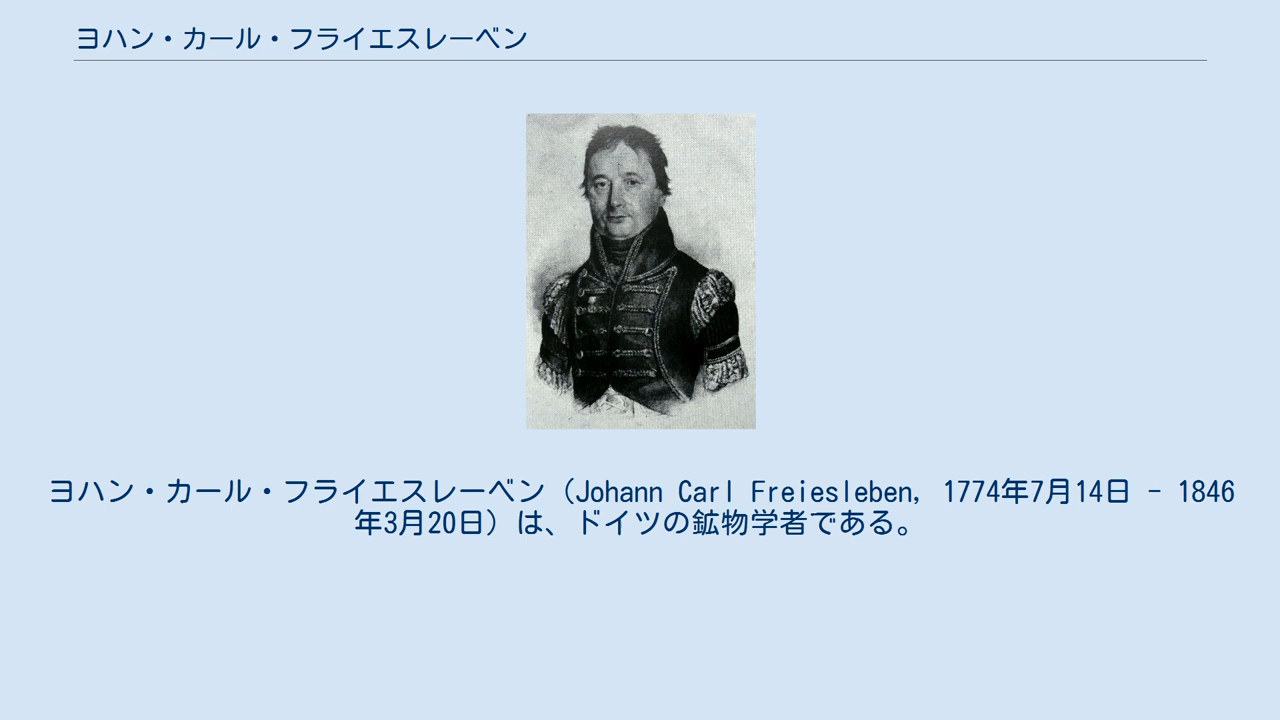 ヨハン・カール・フライエスレーベン
ヨハン・カール・フライエスレーベン（Johann Carl Freiesleben, 1774年7月14日 - 1846
年3月20日）は、ドイツの鉱物学者である。